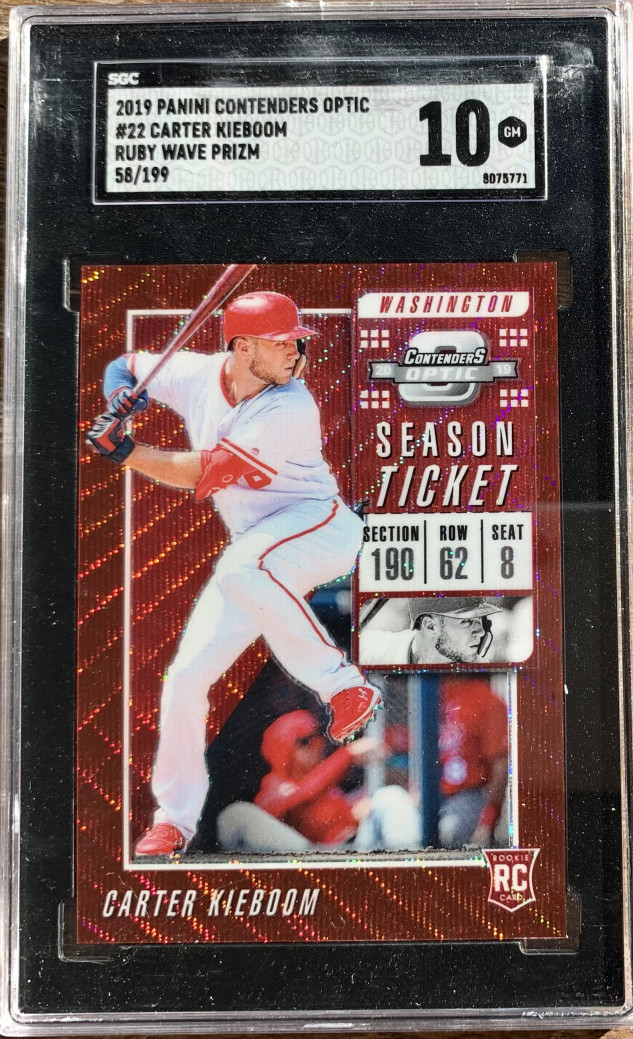 SGC
2019 PANINI CONTENDERS OPTIC
#22 CARTER KIEBOOM
RUBY WAVE PRIZM
58/199
10
GM
8075771
WASHINGTON
CONTENDERS
20 OPTIC 19
SEASON
TICKET
SECTION ROW SEAT
190 62 8
CARTER KIEBOOM
ROOKIE
RC
CARD